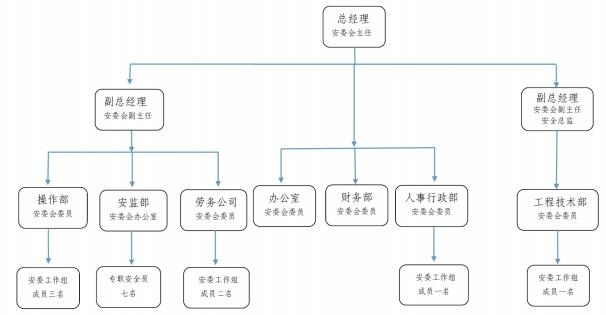 总经理
安委会主任
副总经理
安委会副主任
副总经理
安委会副主任
安全总监
操作部
安委会委员
安监部
安委会办公室
劳务公司
安委会委员
办公室
安委会委员
财务部
安委会委员
人事行政部
安委会委员
工程技术部
安委会委员
安委工作组
成员三名
专职安全员
七名
安委工作组
成员二名
安委工作组
成员一名
安委工作组
成员一名